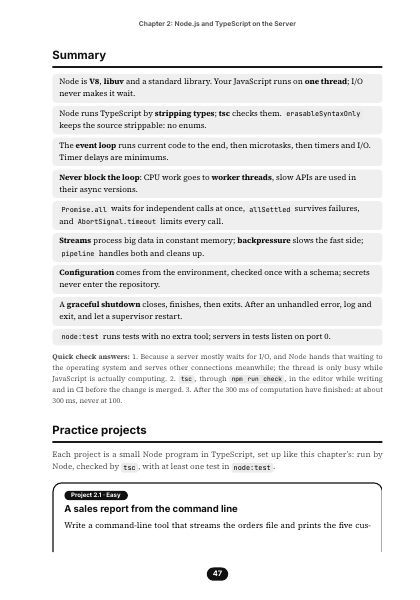 Chapter 2: Node.js and TypeScript on the Server
Summary
Node is V8, libuv and a standard library. Your JavaScript runs on one thread; I/O
never makes it wait.
Node runs TypeScript by stripping types; tsc checks them. erasableSyntaxOnly
keeps the source strippable: no enums.
The event loop runs current code to the end, then microtasks, then timers and I/O.
Timer delays are minimums.
Never block the loop: CPU work goes to worker threads, slow APIs are used in
their async versions.
Promise.all waits for independent calls at once, allSettled survives failures,
and AbortSignal.timeout limits every call.
Streams process big data in constant memory; backpressure slows the fast side;
pipeline handles both and cleans up.
Configuration comes from the environment, checked once with a schema; secrets
never enter the repository.
A graceful shutdown closes, finishes, then exits. After an unhandled error, log and
exit, and let a supervisor restart.
node:test runs tests with no extra tool; servers in tests listen on port 0.
Quick check answers: 1. Because a server mostly waits for I/O, and Node hands that waiting to
the operating system and serves other connections meanwhile; the thread is only busy while
JavaScript is actually computing. 2. tsc, through npm run check, in the editor while writing
and in CI before the change is merged. 3. After the 300 ms of computation have finished: at about
300 ms, never at 100.
Practice projects
Each project is a small Node program in TypeScript, set up like this chapter's: run by
Node, checked by tsc, with at least one test in node:test.
Project 2.1 · Easy
A sales report from the command line
Write a command-line tool that streams the orders file and prints the five cus-
47